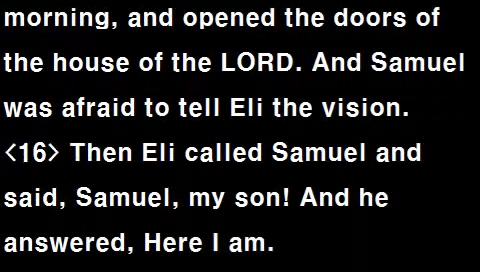 morning, and opened the doors of
the house of the LORD. And Samuel
was afraid to tell Eli the vision.
<16> Then Eli called Samuel and
said, Samuel, my son! And he
answered, Here I am.